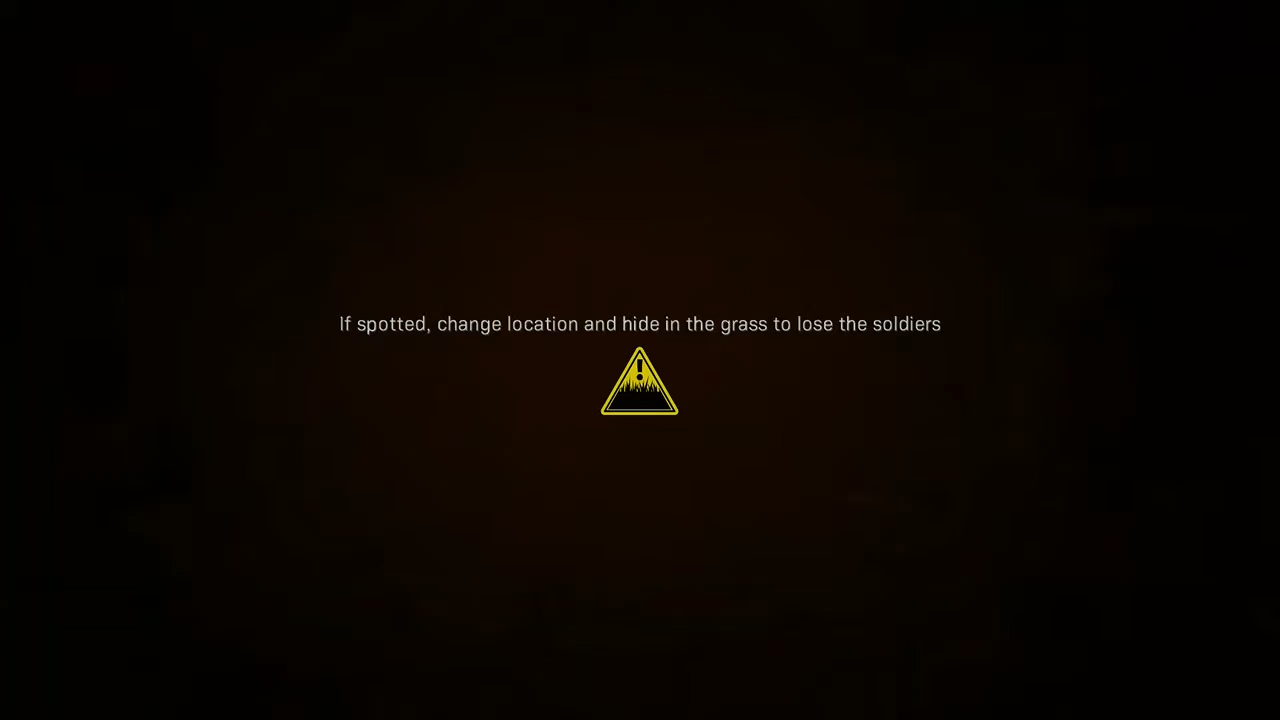 If spotted, change location and hide in the grass to lose the soldiers